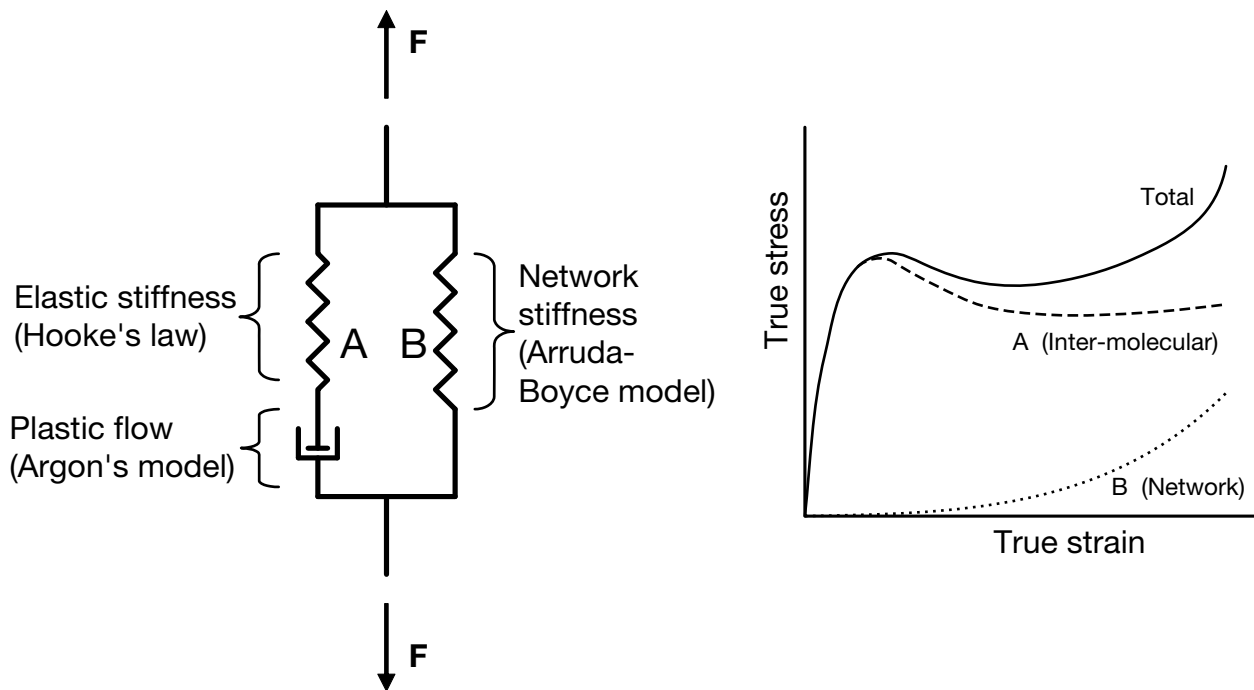 F
Elastic stiffness
(Hooke's law)
A
B
Network
stiffness
(Arruda-
Boyce model)
Plastic flow
(Argon's model)
F
True stress
Total
A (Inter-molecular)
B (Network)
True strain